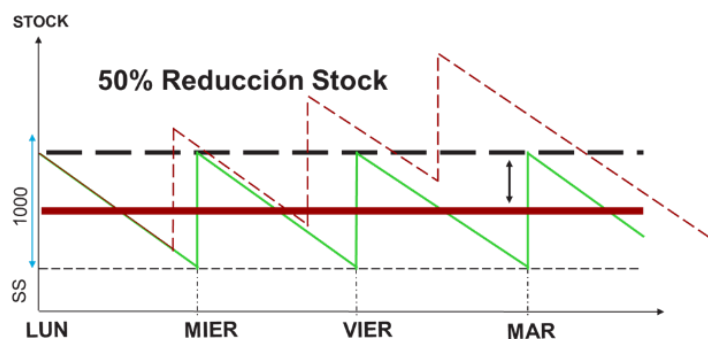 STOCK
50% Reducción Stock
1000
SS
LUN
MIER
VIER
MAR